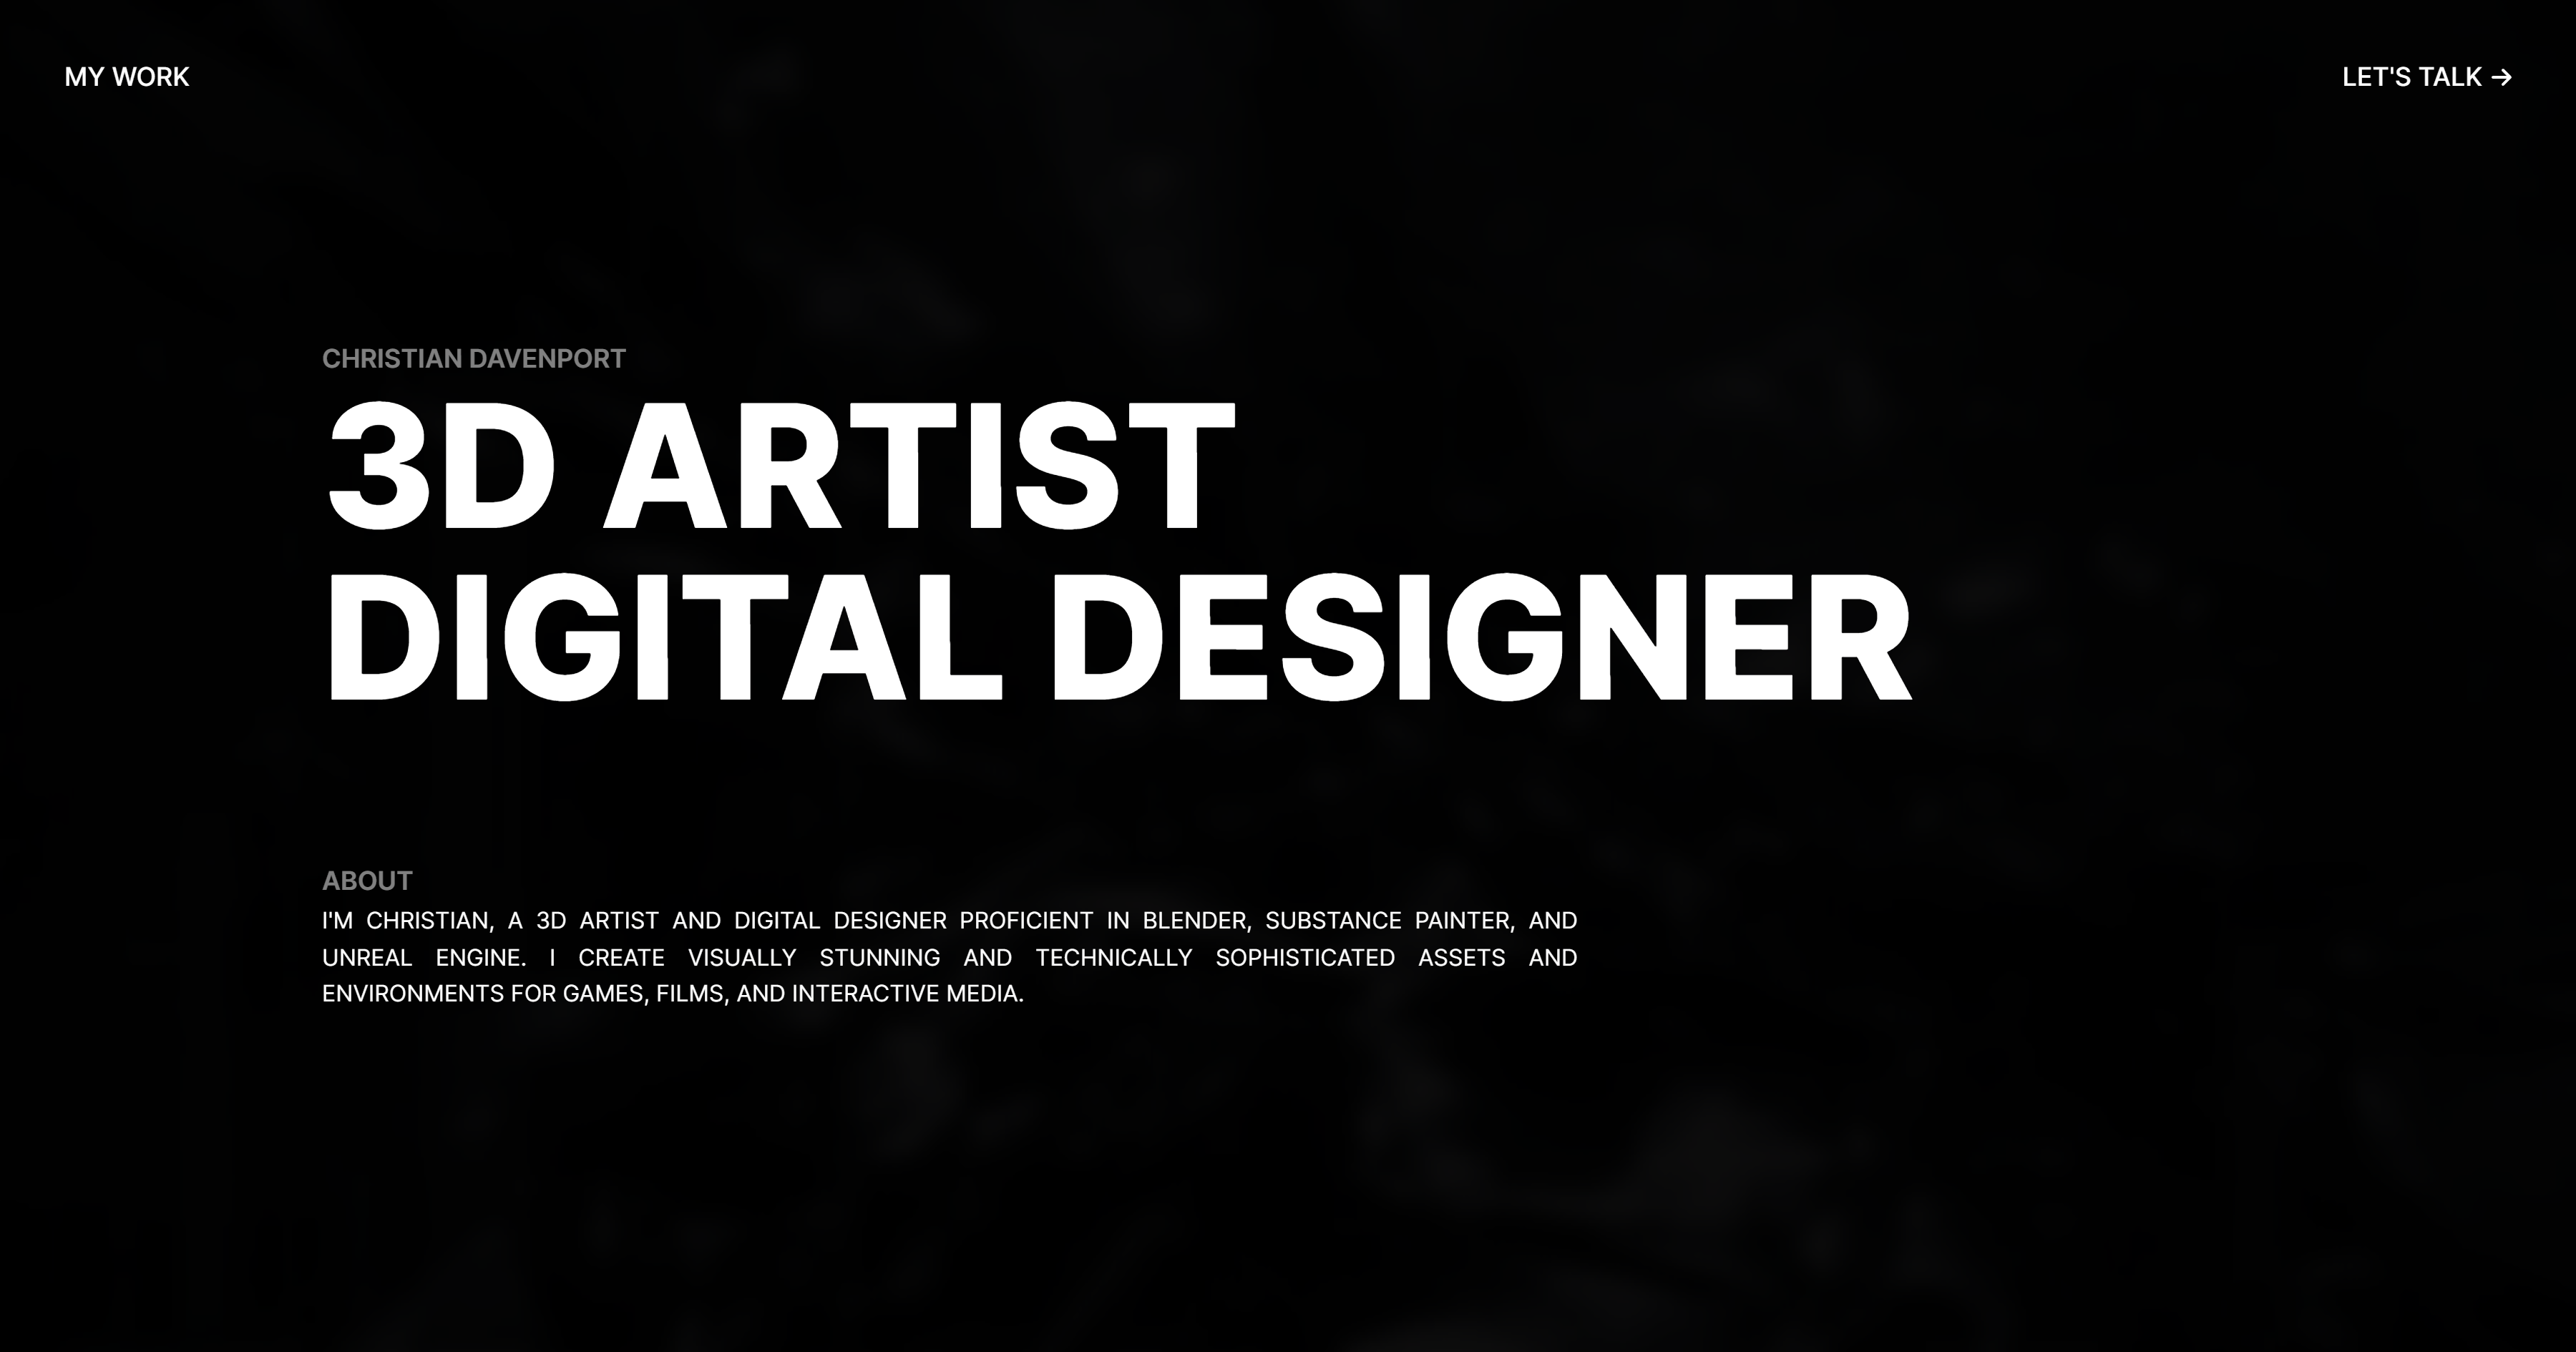 MY WORK
LET'S TALK →
CHRISTIAN DAVENPORT
3D ARTIST
DIGITAL DESIGNER
ABOUT
I'M CHRISTIAN, A 3D ARTIST AND DIGITAL DESIGNER PROFICIENT IN BLENDER, SUBSTANCE PAINTER, AND
UNREAL ENGINE. I CREATE VISUALLY STUNNING AND TECHNICALLY SOPHISTICATED ASSETS AND
ENVIRONMENTS FOR GAMES, FILMS, AND INTERACTIVE MEDIA.